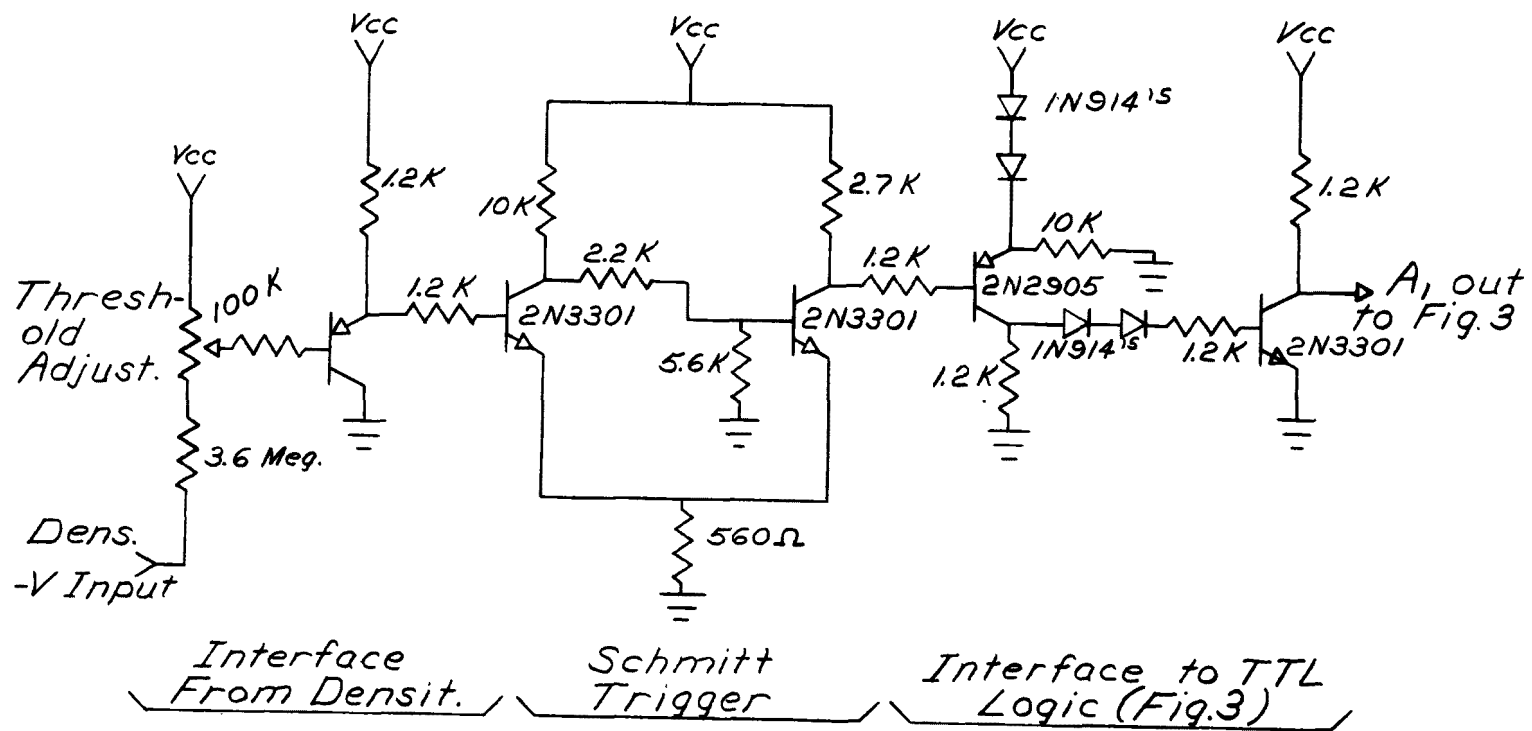 Vcc
Vcc
Vcc
Vcc
Vcc
1N914's
1.2K
10K
2.7K
1.2K
100K
Thresh-
old
Adjust.
1.2K
2.2K
1.2K
10K
2N3301
2N3301
2N2905
2N3301
A, out
to Fig. 3
5.6K
1N914's
1.2K
1.2K
3.6 Meg.
Dens.
-V Input
560Ω
Interface
From Densit.
Schmitt
Trigger
Interface to TTL
Logic (Fig.3)